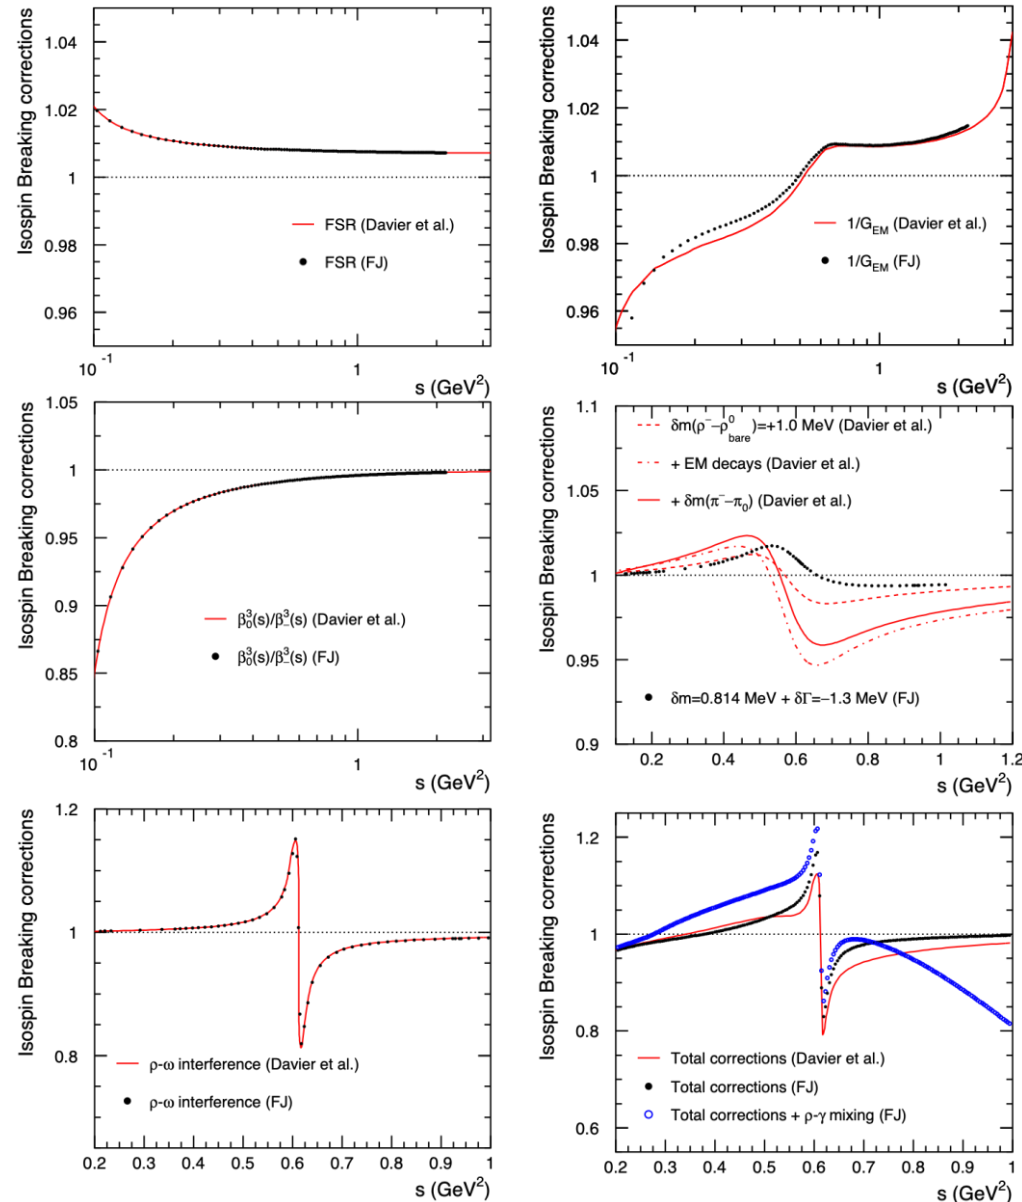 Isospin Breaking corrections
1.04
1.02
1
0.98
0.96
FSR (Davier et al.)
FSR (FJ)
10⁻¹
1
s (GeV²)
Isospin Breaking corrections
1.04
1.02
1
0.98
0.96
1/G_EM (Davier et al.)
1/G_EM (FJ)
10⁻¹
1
s (GeV²)
Isospin Breaking corrections
1.05
1
0.95
0.9
0.85
0.8
β₀³(s)/β₋³(s) (Davier et al.)
β₀³(s)/β₋³(s) (FJ)
10⁻¹
1
s (GeV²)
Isospin Breaking corrections
1.1
1.05
1
0.95
0.9
δm(ρ⁻−ρ⁰_bare)=+1.0 MeV (Davier et al.)
+ EM decays (Davier et al.)
+ δm(π⁻−π₀) (Davier et al.)
δm=0.814 MeV + δΓ=−1.3 MeV (FJ)
0.2 0.4 0.6 0.8 1 1.2
s (GeV²)
Isospin Breaking corrections
1.2
1
0.8
ρ-ω interference (Davier et al.)
ρ-ω interference (FJ)
0.2 0.3 0.4 0.5 0.6 0.7 0.8 0.9 1
s (GeV²)
Isospin Breaking corrections
1.2
1
0.8
0.6
Total corrections (Davier et al.)
Total corrections (FJ)
Total corrections + ρ-γ mixing (FJ)
0.2 0.3 0.4 0.5 0.6 0.7 0.8 0.9 1
s (GeV²)